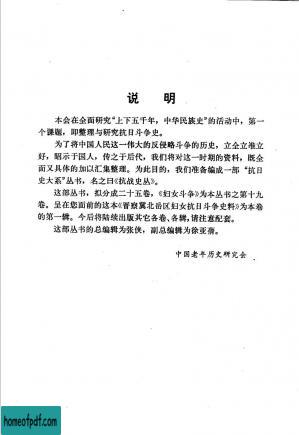 说 明
本会在全面研究“上下五千年，中华民族史”的活动中，第一
个课题，即整理与研究抗日斗争史。
为了将中国人民这一伟大的反侵略斗争的历史，立全立准立
好，昭示于国人，传之于后代，我们将对这一时期的资料，既全
面而又具体的加以汇集整理。为此目的，我们准备编成一部“抗日
史大系”丛书，名之曰《抗战史丛》。
这部丛书，拟分成二十五卷，《妇女斗争》为本丛书之第十九
卷。呈在您面前的这本《晋察冀北岳区妇女抗日斗争史料》为本卷
的第一辑。今后将陆续出版其它各卷、各辑，请注意配套。
这部丛书的总编辑为张侠，副总编辑为徐亚蒨。
中国老年历史研究会
homeofpdf.com